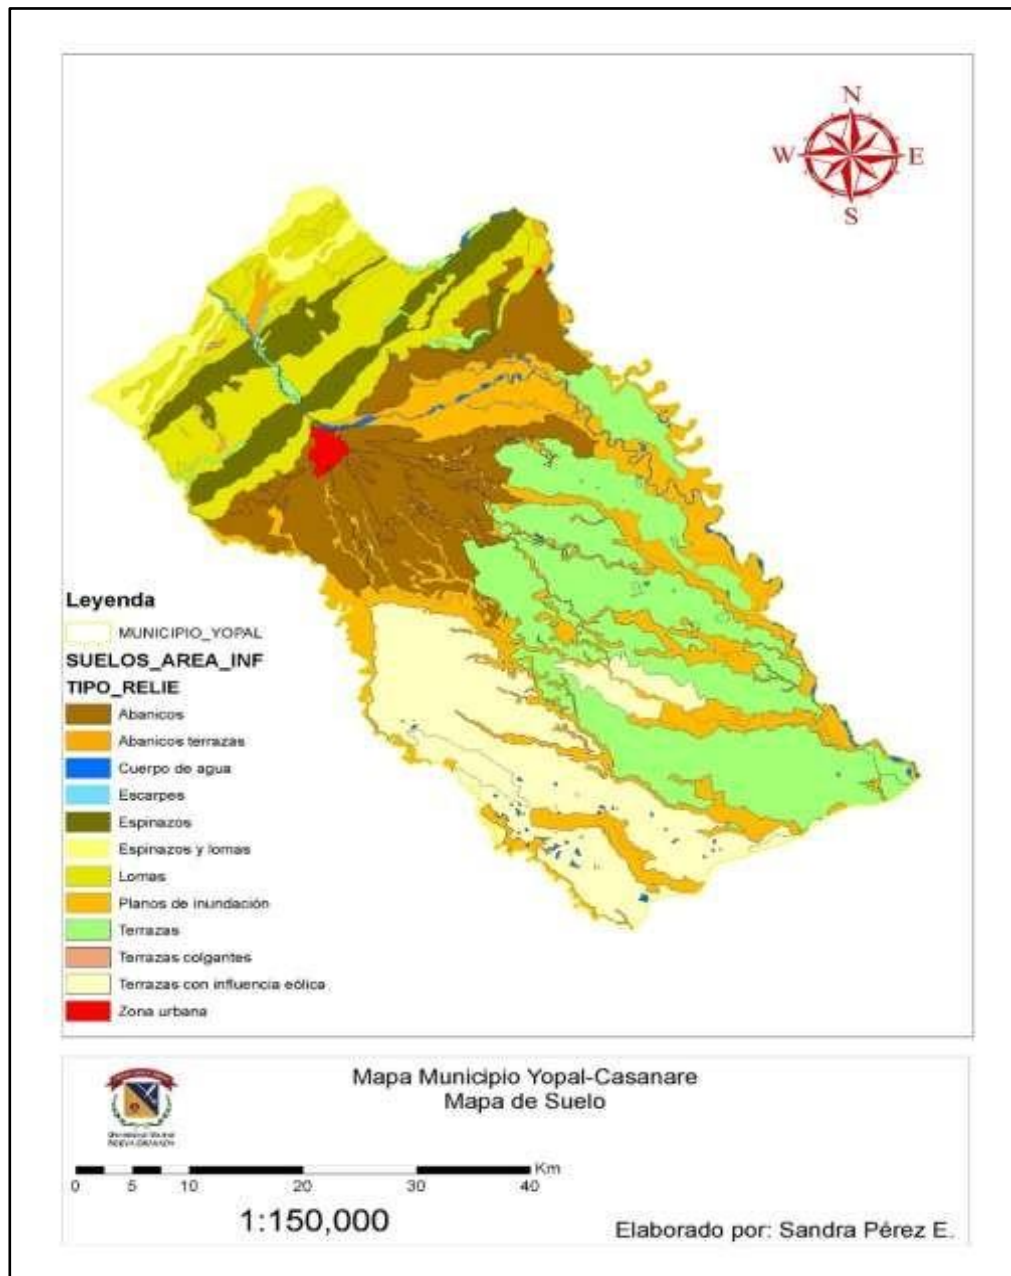 N
W E
S
Leyenda
MUNICIPIO_YOPAL
SUELOS_AREA_INF
TIPO_RELIE
Abanicos
Abanicos terrazas
Cuerpo de agua
Escarpes
Espinazos
Espinazos y lomas
Lomas
Planos de inundación
Terrazas
Terrazas colgantes
Terrazas con influencia eólica
Zona urbana
Mapa Municipio Yopal-Casanare
Mapa de Suelo
NUEVA GRANADA
Km
0 5 10 20 30 40
1:150,000
Elaborado por: Sandra Pérez E.